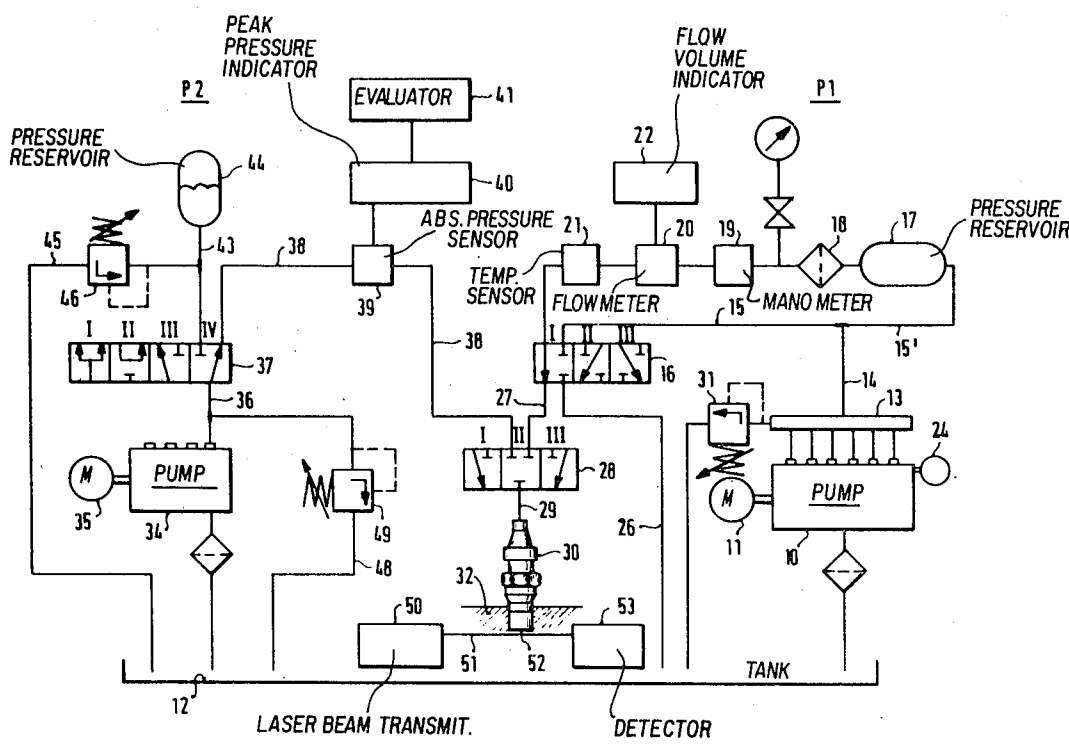 PEAK
PRESSURE
INDICATOR
FLOW
VOLUME
INDICATOR
P2
P1
EVALUATOR
41
PRESSURE
RESERVOIR
44
22
40
PRESSURE
RESERVOIR
45
43
38
ABS. PRESSURE
SENSOR
21
20
19
18
17
46
39
TEMP.
SENSOR
FLOW METER
MANO METER
I II III IV
38
15
15'
I II III
37
16
36
27
31
14
13
I II III
24
M
PUMP
28
M
PUMP
35
34
49
29
26
11
10
30
48
32
50
53
51
52
TANK
12
LASER BEAM TRANSMIT.
DETECTOR